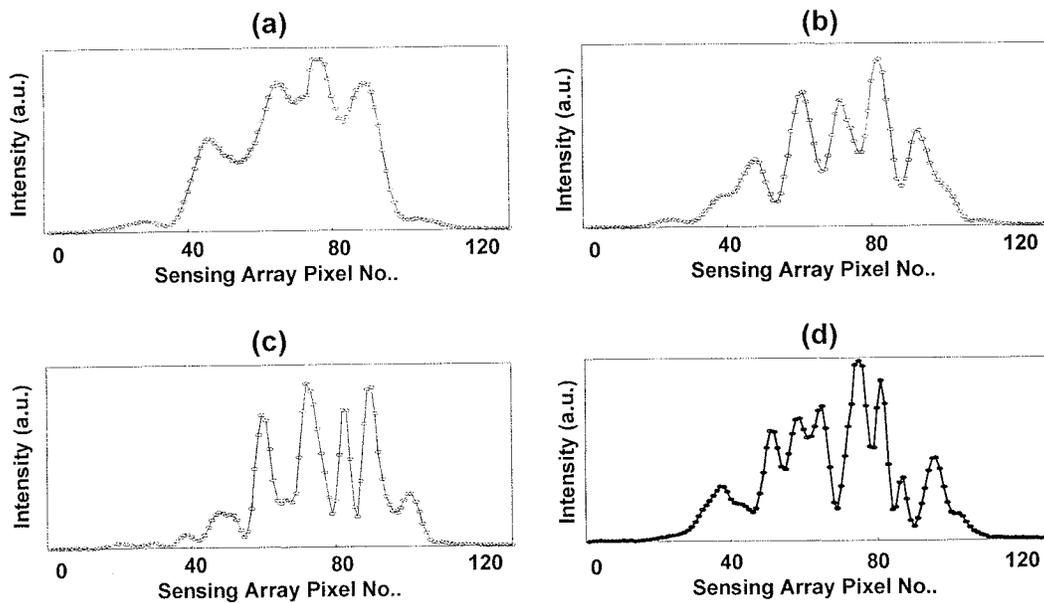 (a)
Intensity (a.u.)
0 40 80 120
Sensing Array Pixel No..
(b)
Intensity (a.u.)
0 40 80 120
Sensing Array Pixel No..
(c)
Intensity (a.u.)
0 40 80 120
Sensing Array Pixel No..
(d)
Intensity (a.u.)
0 40 80 120
Sensing Array Pixel No..